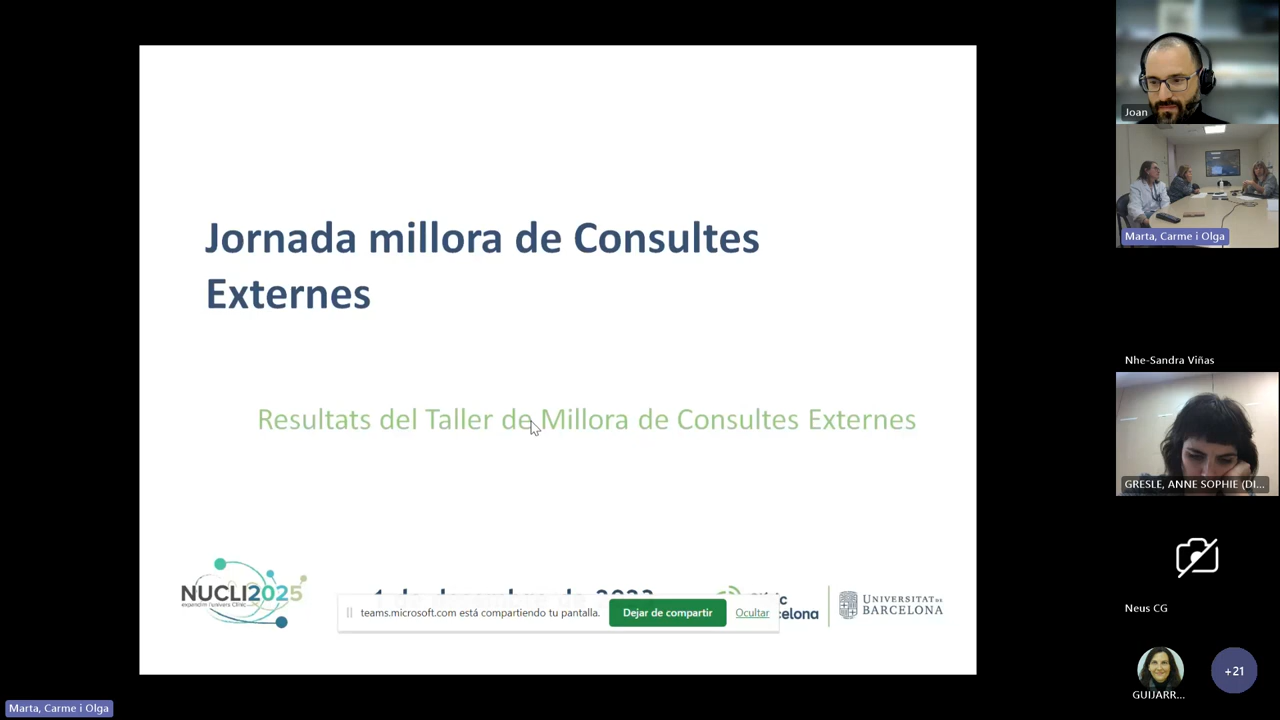 Jornada millora de Consultes
Externes
Resultats del Taller de Millora de Consultes Externes
NUCLI2025
teams.microsoft.com está compartiendo tu pantalla.
Dejar de compartir
Ocultar
UNIVERSITAT DE
BARCELONA
Joan
Marta, Carme i Olga
Nhe-Sandra Viñas
GRESLE, ANNE SOPHIE (DI...
Neus CG
GUIJARR...
+21
Marta, Carme i Olga